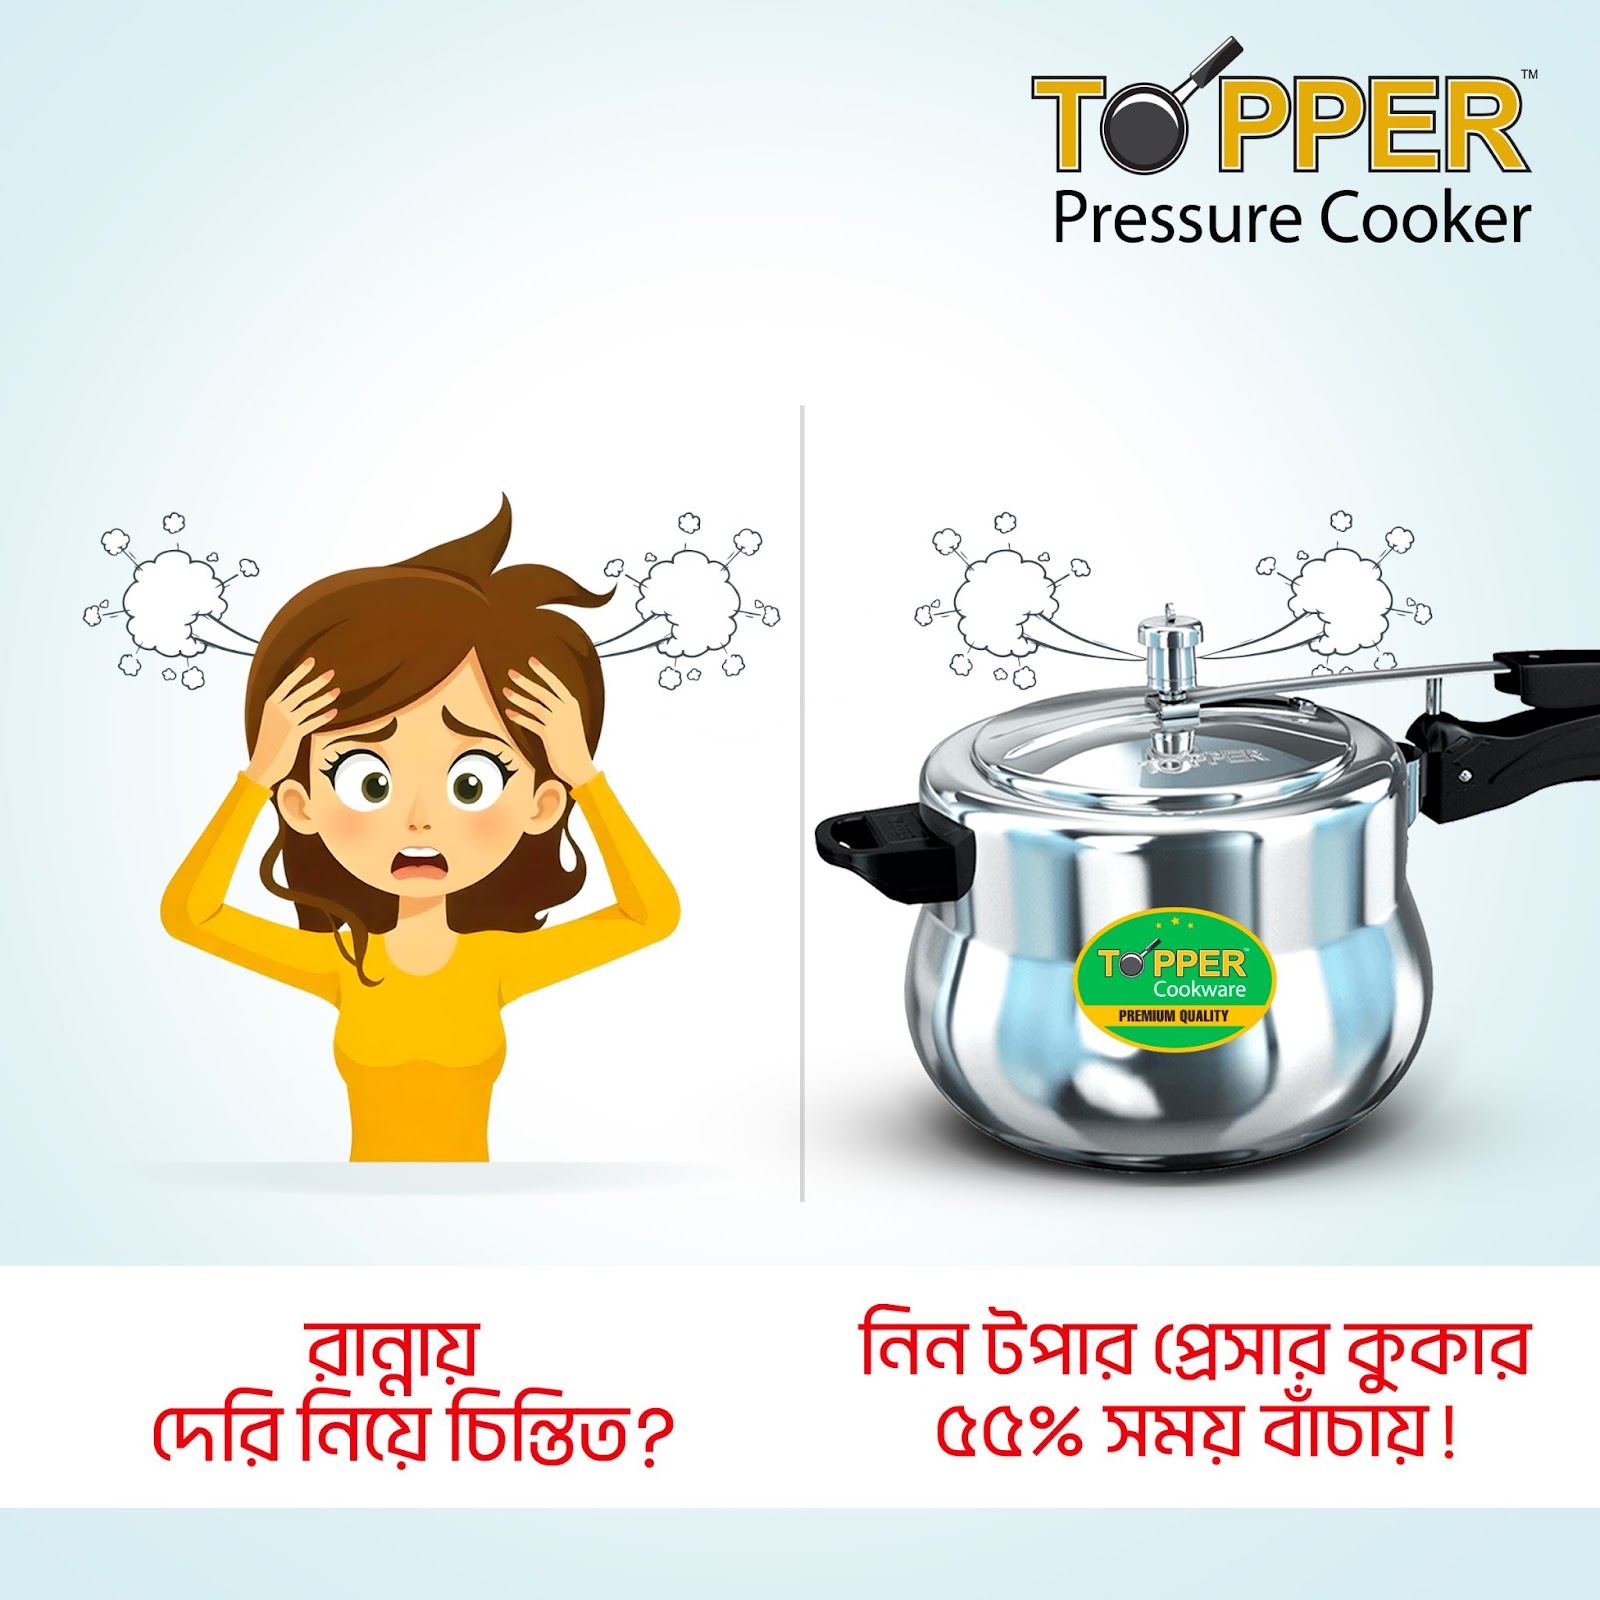 TOPPER™
Pressure Cooker
TOPPER
TOPPER™
Cookware
PREMIUM QUALITY
রান্নায়
দেরি নিয়ে চিন্তিত?
নিন টপার প্রেসার কুকার
৫৫% সময় বাঁচায়!